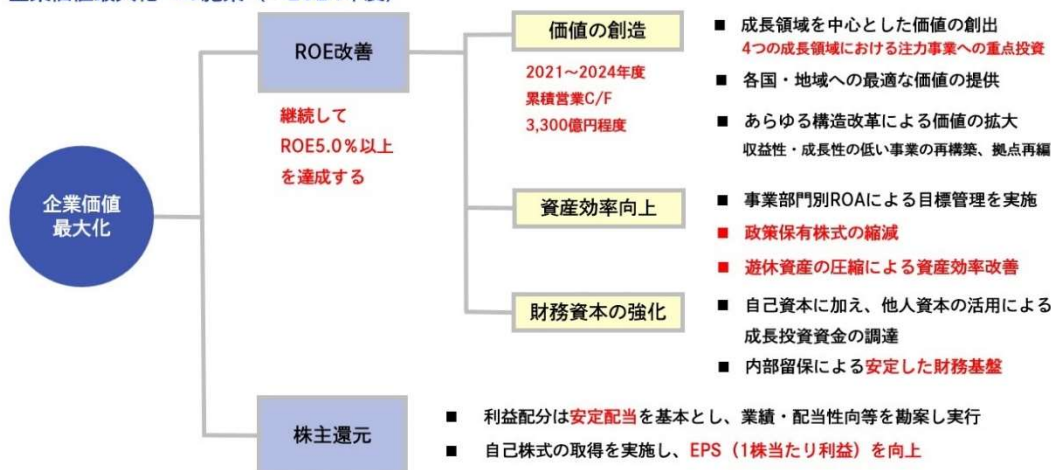 ROE改善
継続して
ROE5.0％以上
を達成する
企業価値
最大化
価値の創造
2021～2024年度
累積営業C/F
3,300億円程度
■ 成長領域を中心とした価値の創出
4つの成長領域における注力事業への重点投資
■ 各国・地域への最適な価値の提供
■ あらゆる構造改革による価値の拡大
収益性・成長性の低い事業の再構築、拠点再編
資産効率向上
■ 事業部門別ROAによる目標管理を実施
■ 政策保有株式の縮減
■ 遊休資産の圧縮による資産効率改善
財務資本の強化
■ 自己資本に加え、他人資本の活用による
成長投資資金の調達
■ 内部留保による安定した財務基盤
株主還元
■ 利益配分は安定配当を基本とし、業績・配当性向等を勘案し実行
■ 自己株式の取得を実施し、EPS（1株当たり利益）を向上